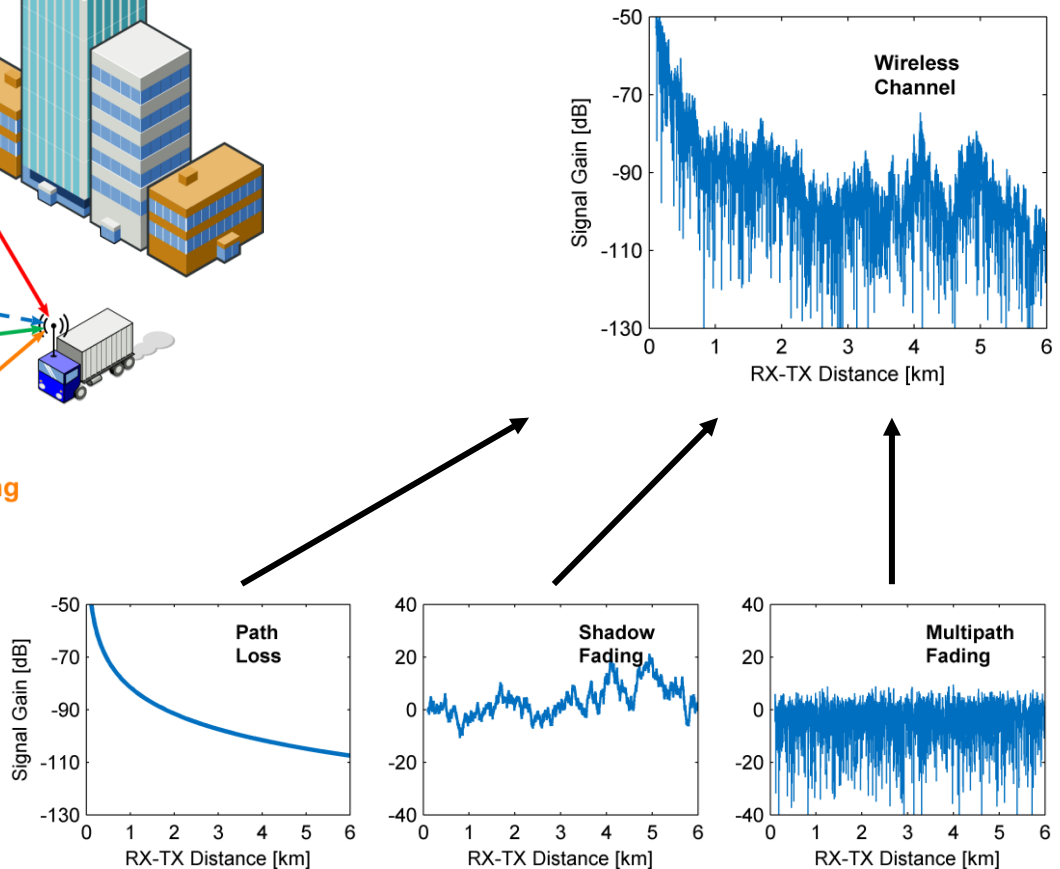 -50
-70
-90
-110
-130
Signal Gain [dB]
Wireless
Channel
0 1 2 3 4 5 6
RX-TX Distance [km]
-50
-70
-90
-110
-130
Signal Gain [dB]
Path
Loss
0 1 2 3 4 5 6
RX-TX Distance [km]
40
20
0
-20
-40
Shadow
Fading
0 1 2 3 4 5 6
RX-TX Distance [km]
40
20
0
-20
-40
Multipath
Fading
0 1 2 3 4 5 6
RX-TX Distance [km]